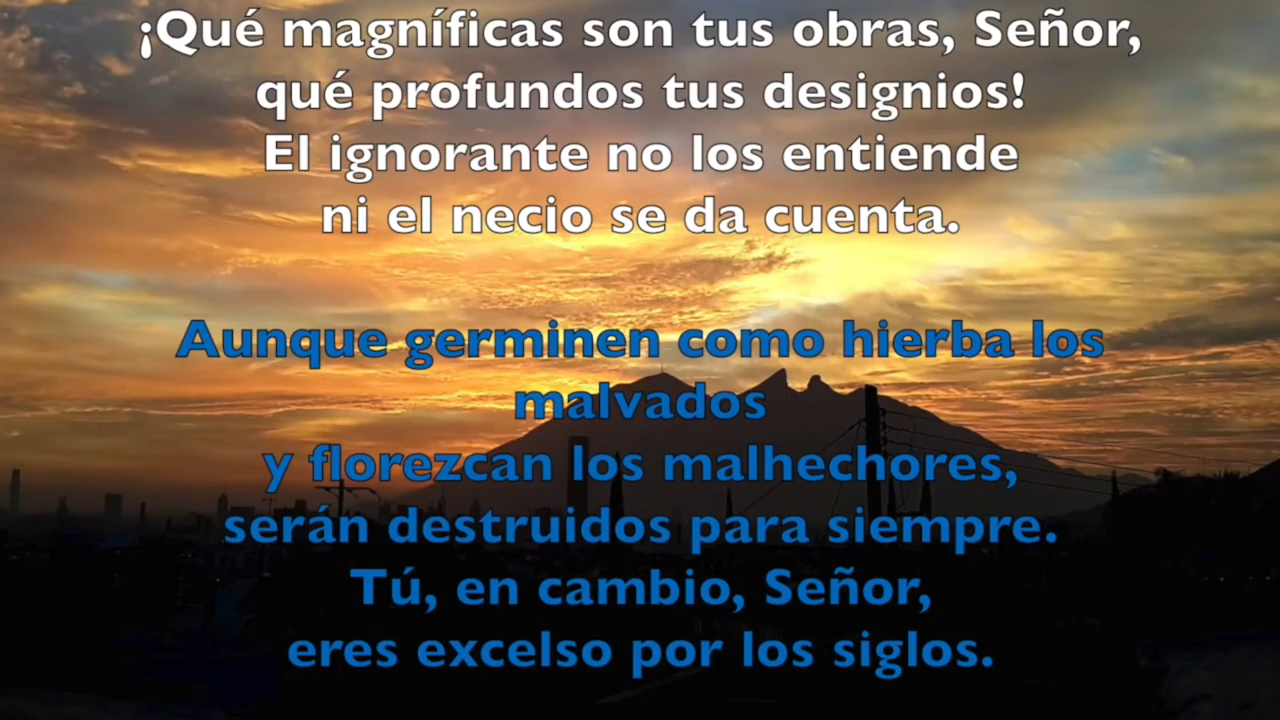 ¡Qué magníficas son tus obras, Señor,
qué profundos tus designios!
El ignorante no los entiende
ni el necio se da cuenta.
Aunque germinen como hierba los
malvados
y florezcan los malhechores,
serán destruidos para siempre.
Tú, en cambio, Señor,
eres excelso por los siglos.